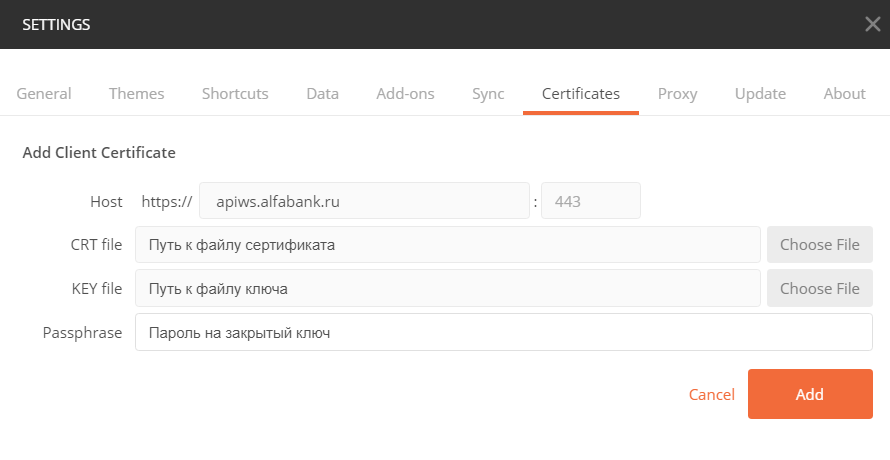 SETTINGS
General Themes Shortcuts Data Add-ons Sync Certificates Proxy Update About
Add Client Certificate
Host https:// apiws.alfabank.ru : 443
CRT file Путь к файлу сертификата Choose File
KEY file Путь к файлу ключа Choose File
Passphrase Пароль на закрытый ключ
Cancel Add